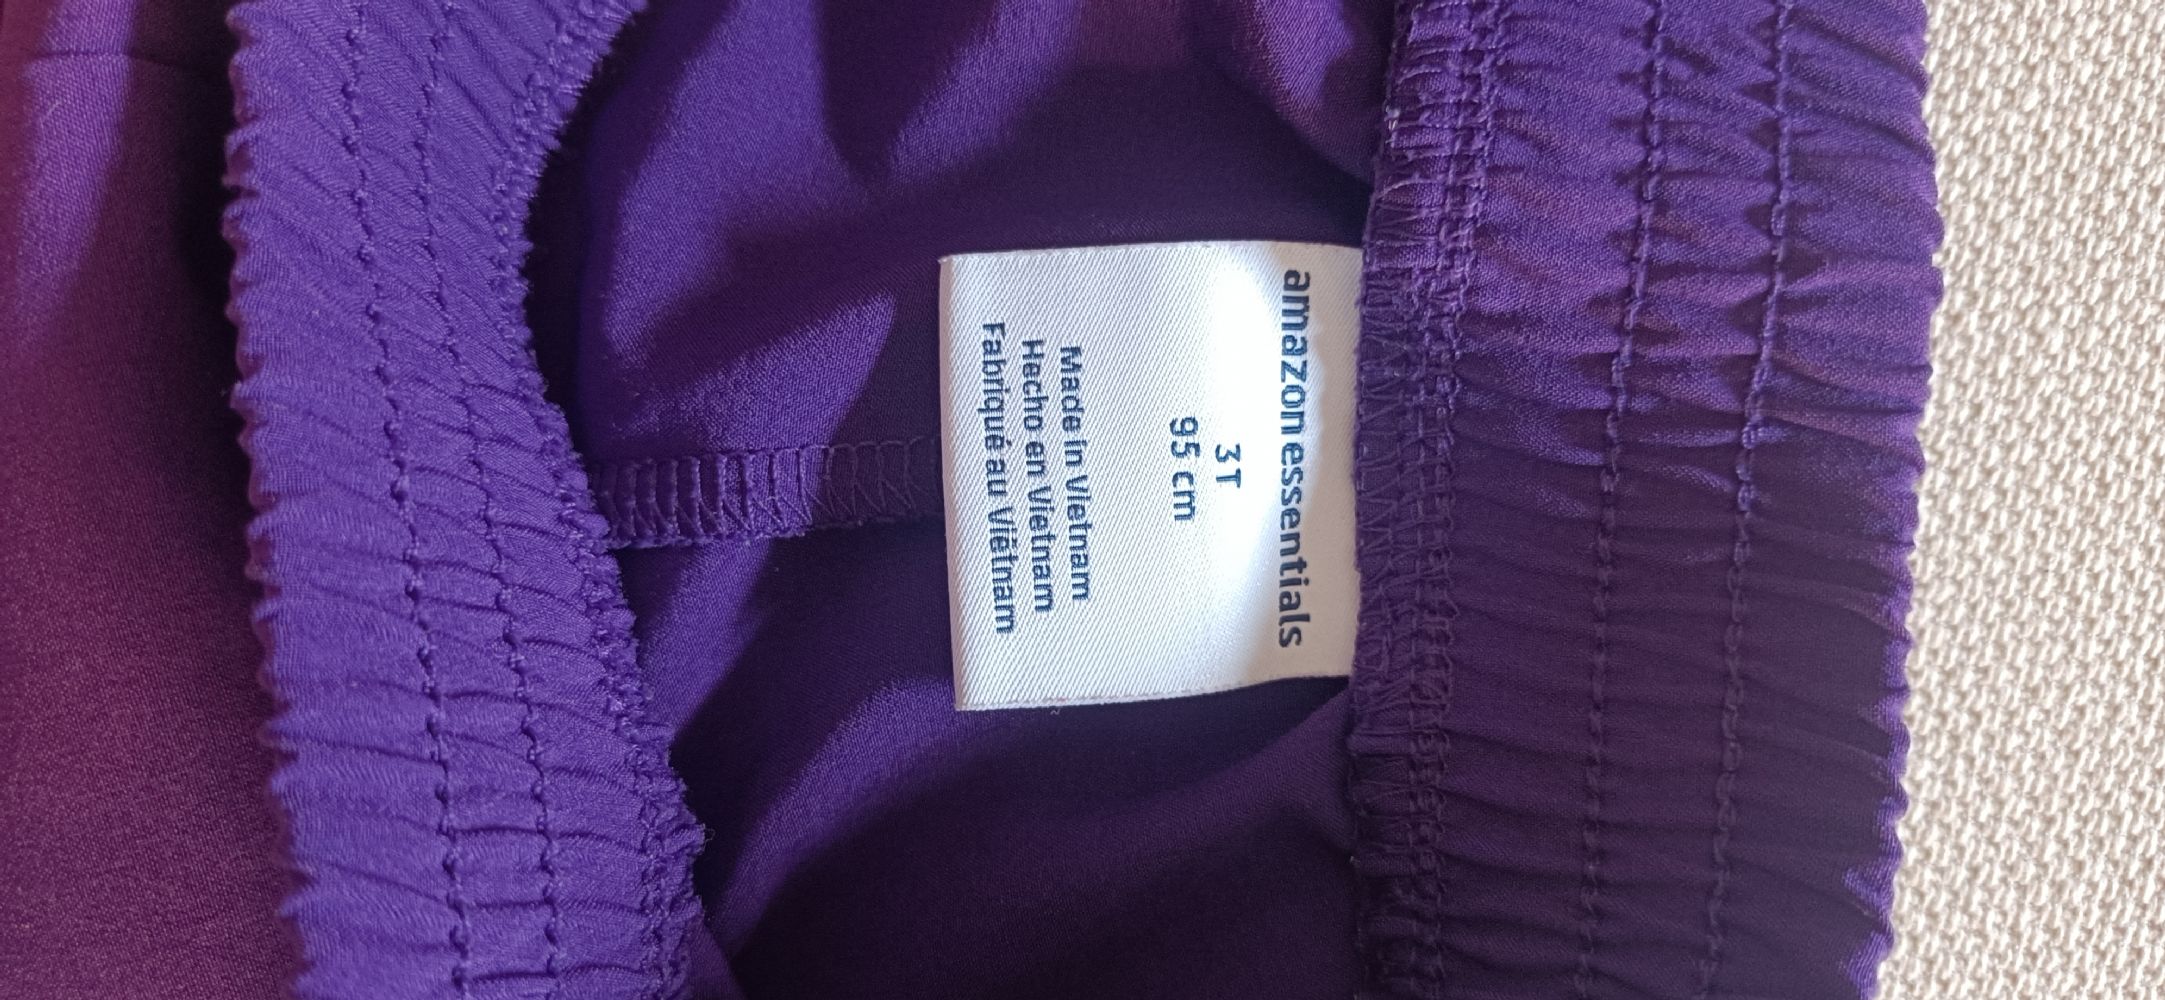 amazon essentials
3T
95 cm
Made in Vietnam
Hecho en Vietnam
Fabriqué au Viêtnam